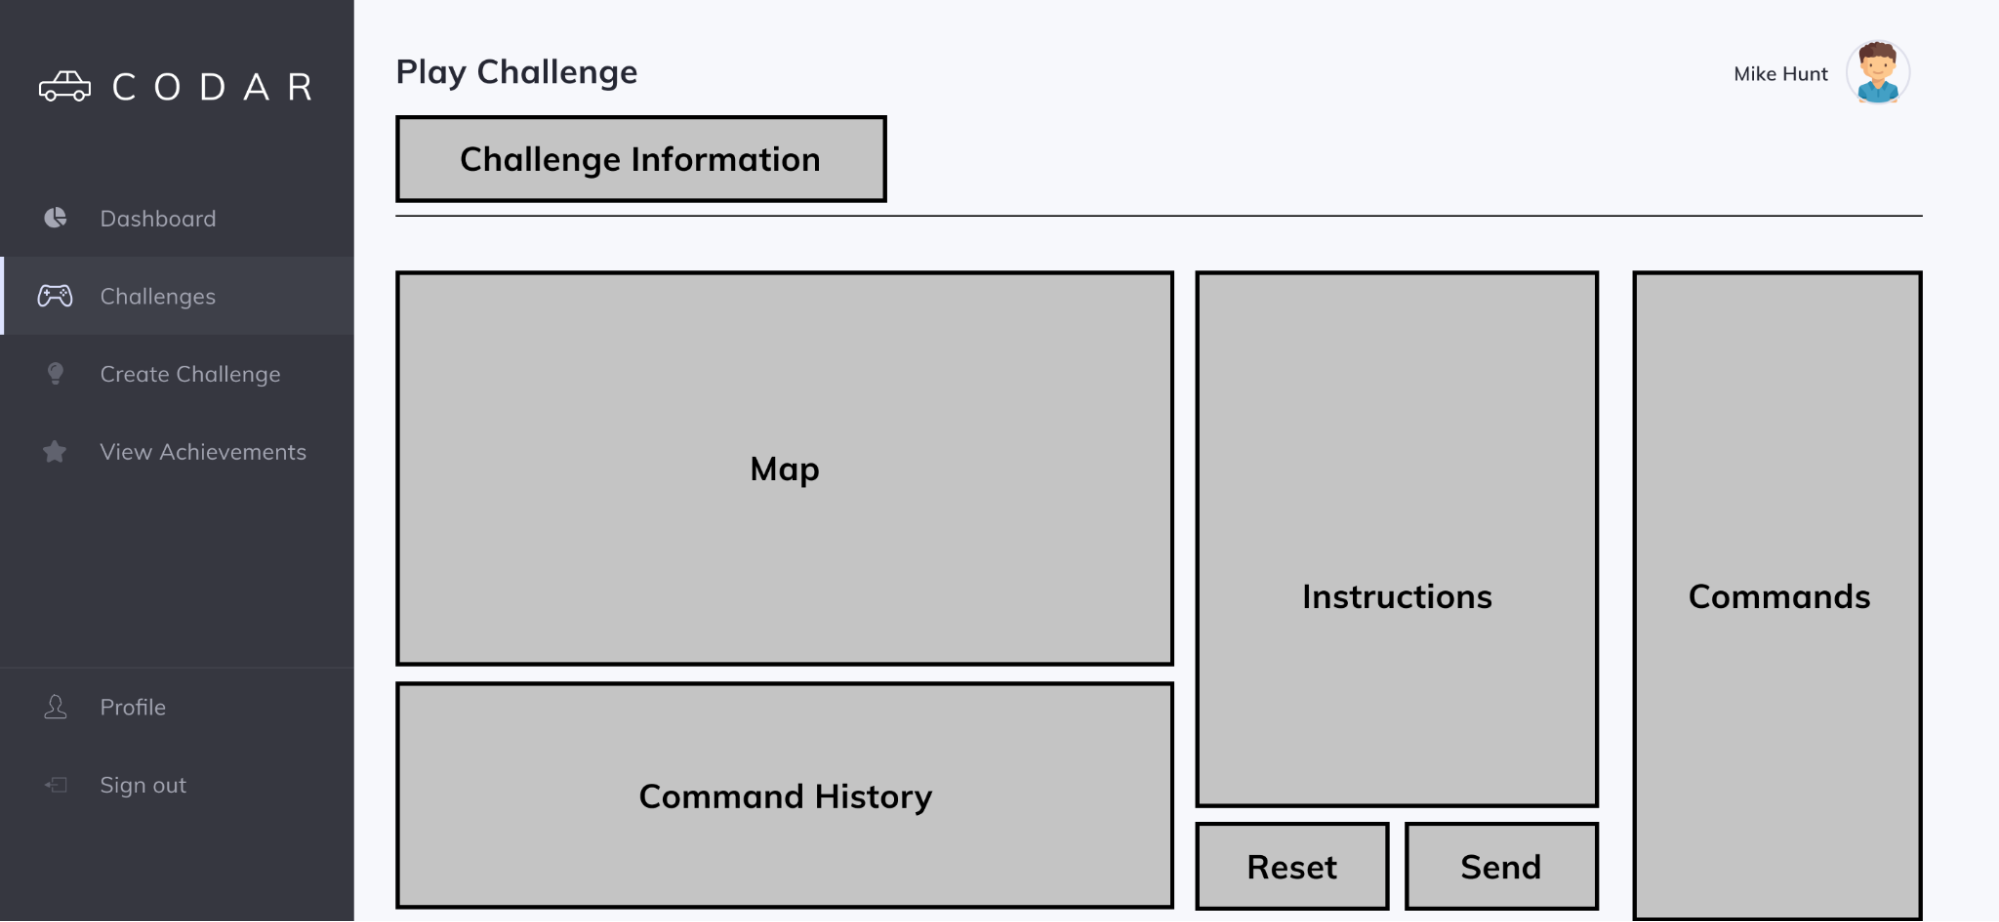 CODAR
Dashboard
Challenges
Create Challenge
View Achievements
Profile
Sign out
Play Challenge
Mike Hunt
Challenge Information
Map
Instructions
Commands
Command History
Reset
Send